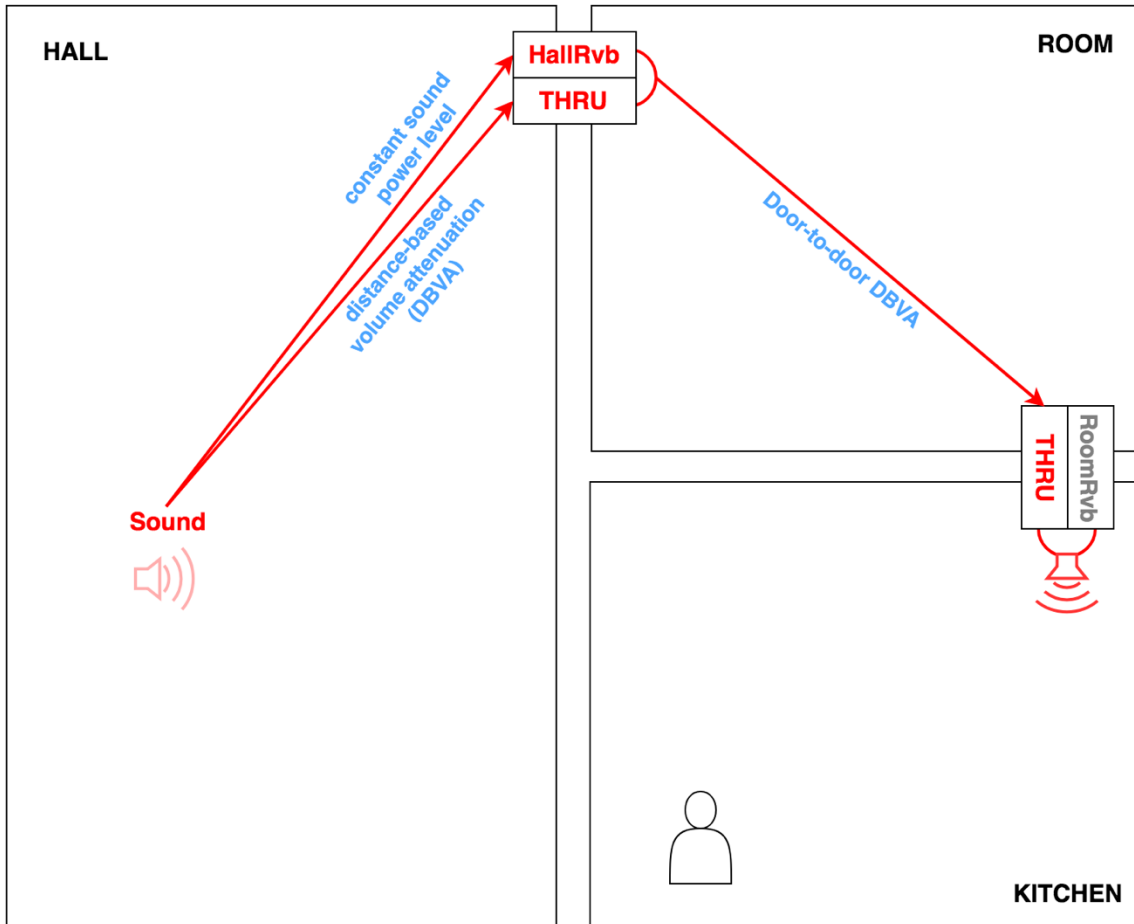 HALL
HallRvb
THRU
ROOM
constant sound
power level
distance-based
volume attenuation
(DBVA)
Door-to-door DBVA
THRU
RoomRvb
Sound
KITCHEN